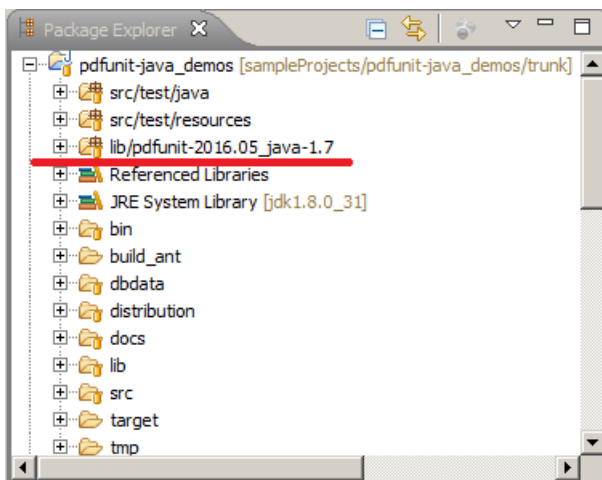 Package Explorer
pdfunit-java_demos [sampleProjects/pdfunit-java_demos/trunk]
src/test/java
src/test/resources
lib/pdfunit-2016.05_java-1.7
Referenced Libraries
JRE System Library [jdk1.8.0_31]
bin
build_ant
dbdata
distribution
docs
lib
src
target
tmp